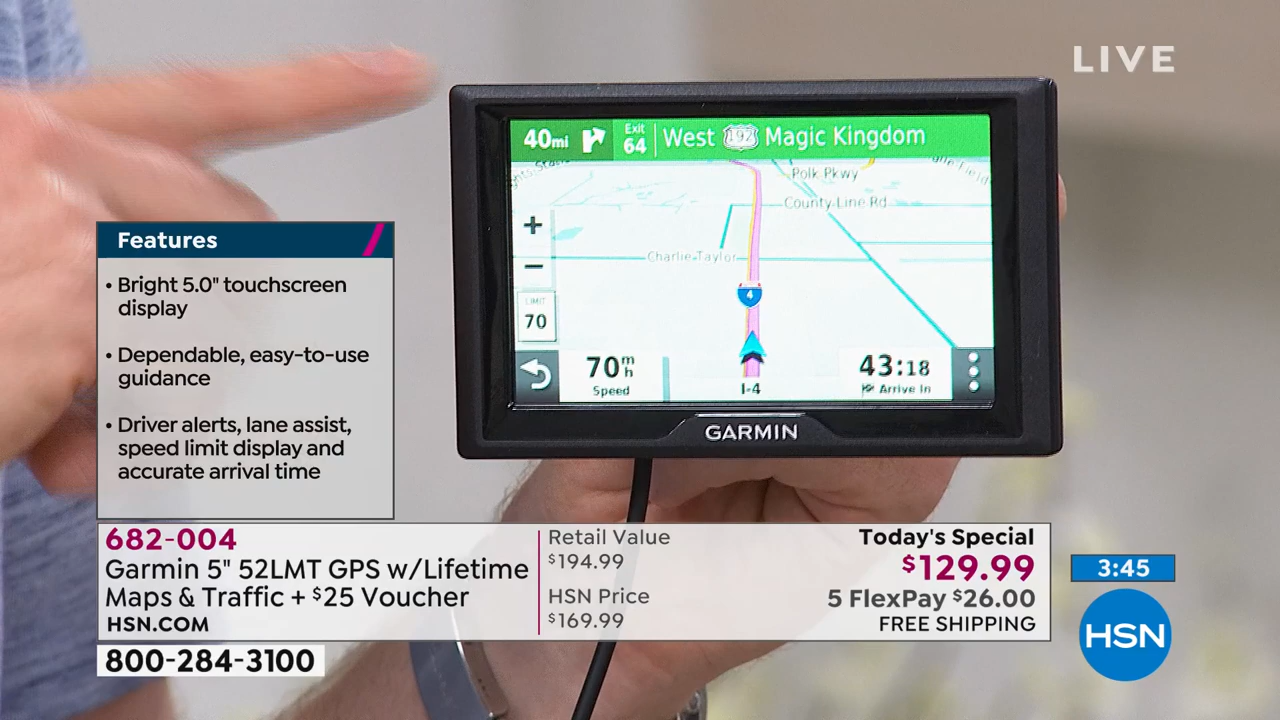 LIVE
40mi
Exit
64
West 192 Magic Kingdom
Polk Pkwy
County Line Rd
Charlie Taylor
+
−
LIMIT
70
4
70 mh
Speed
I-4
43:18
Arrive In
GARMIN
Features
• Bright 5.0" touchscreen
display
• Dependable, easy-to-use
guidance
• Driver alerts, lane assist,
speed limit display and
accurate arrival time
682-004
Garmin 5" 52LMT GPS w/Lifetime
Maps & Traffic + $25 Voucher
HSN.COM
Retail Value
$194.99
HSN Price
$169.99
Today's Special
$129.99
5 FlexPay $26.00
FREE SHIPPING
3:45
HSN
800-284-3100